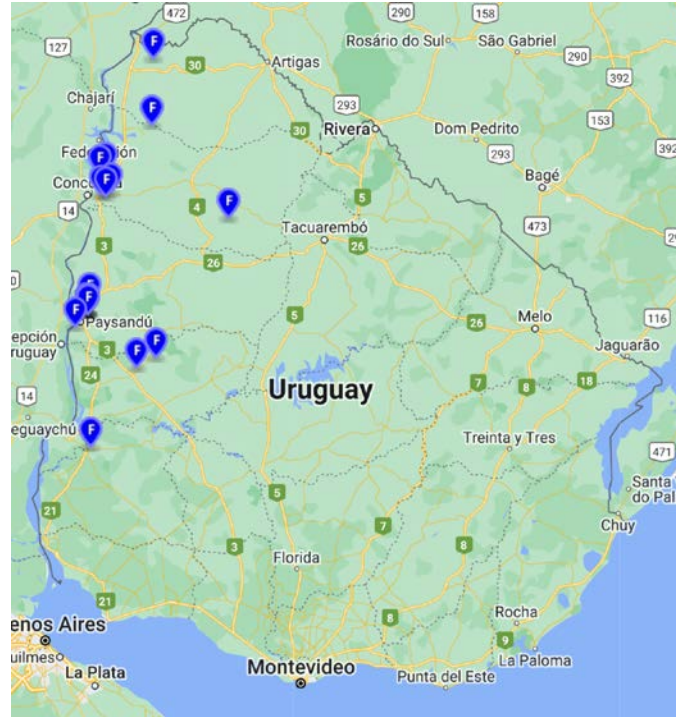 472
290
158
F
Rosário do Sul
São Gabriel
127
30
Artigas
290
392
Chajarí
F
293
153
Rivera
30
Dom Pedrito
392
F
293
Bagé
F
5
14
4
F
473
3
Tacuarembó
26
26
F
F
5
F
Paysandú
26
Melo
116
F
3
F
Jaguarão
24
7
8
18
14
Uruguay
F
Treinta y Tres
471
5
21
7
Chuy
3
8
Florida
21
8
Rocha
9
La Paloma
La Plata
Montevideo
Punta del Este